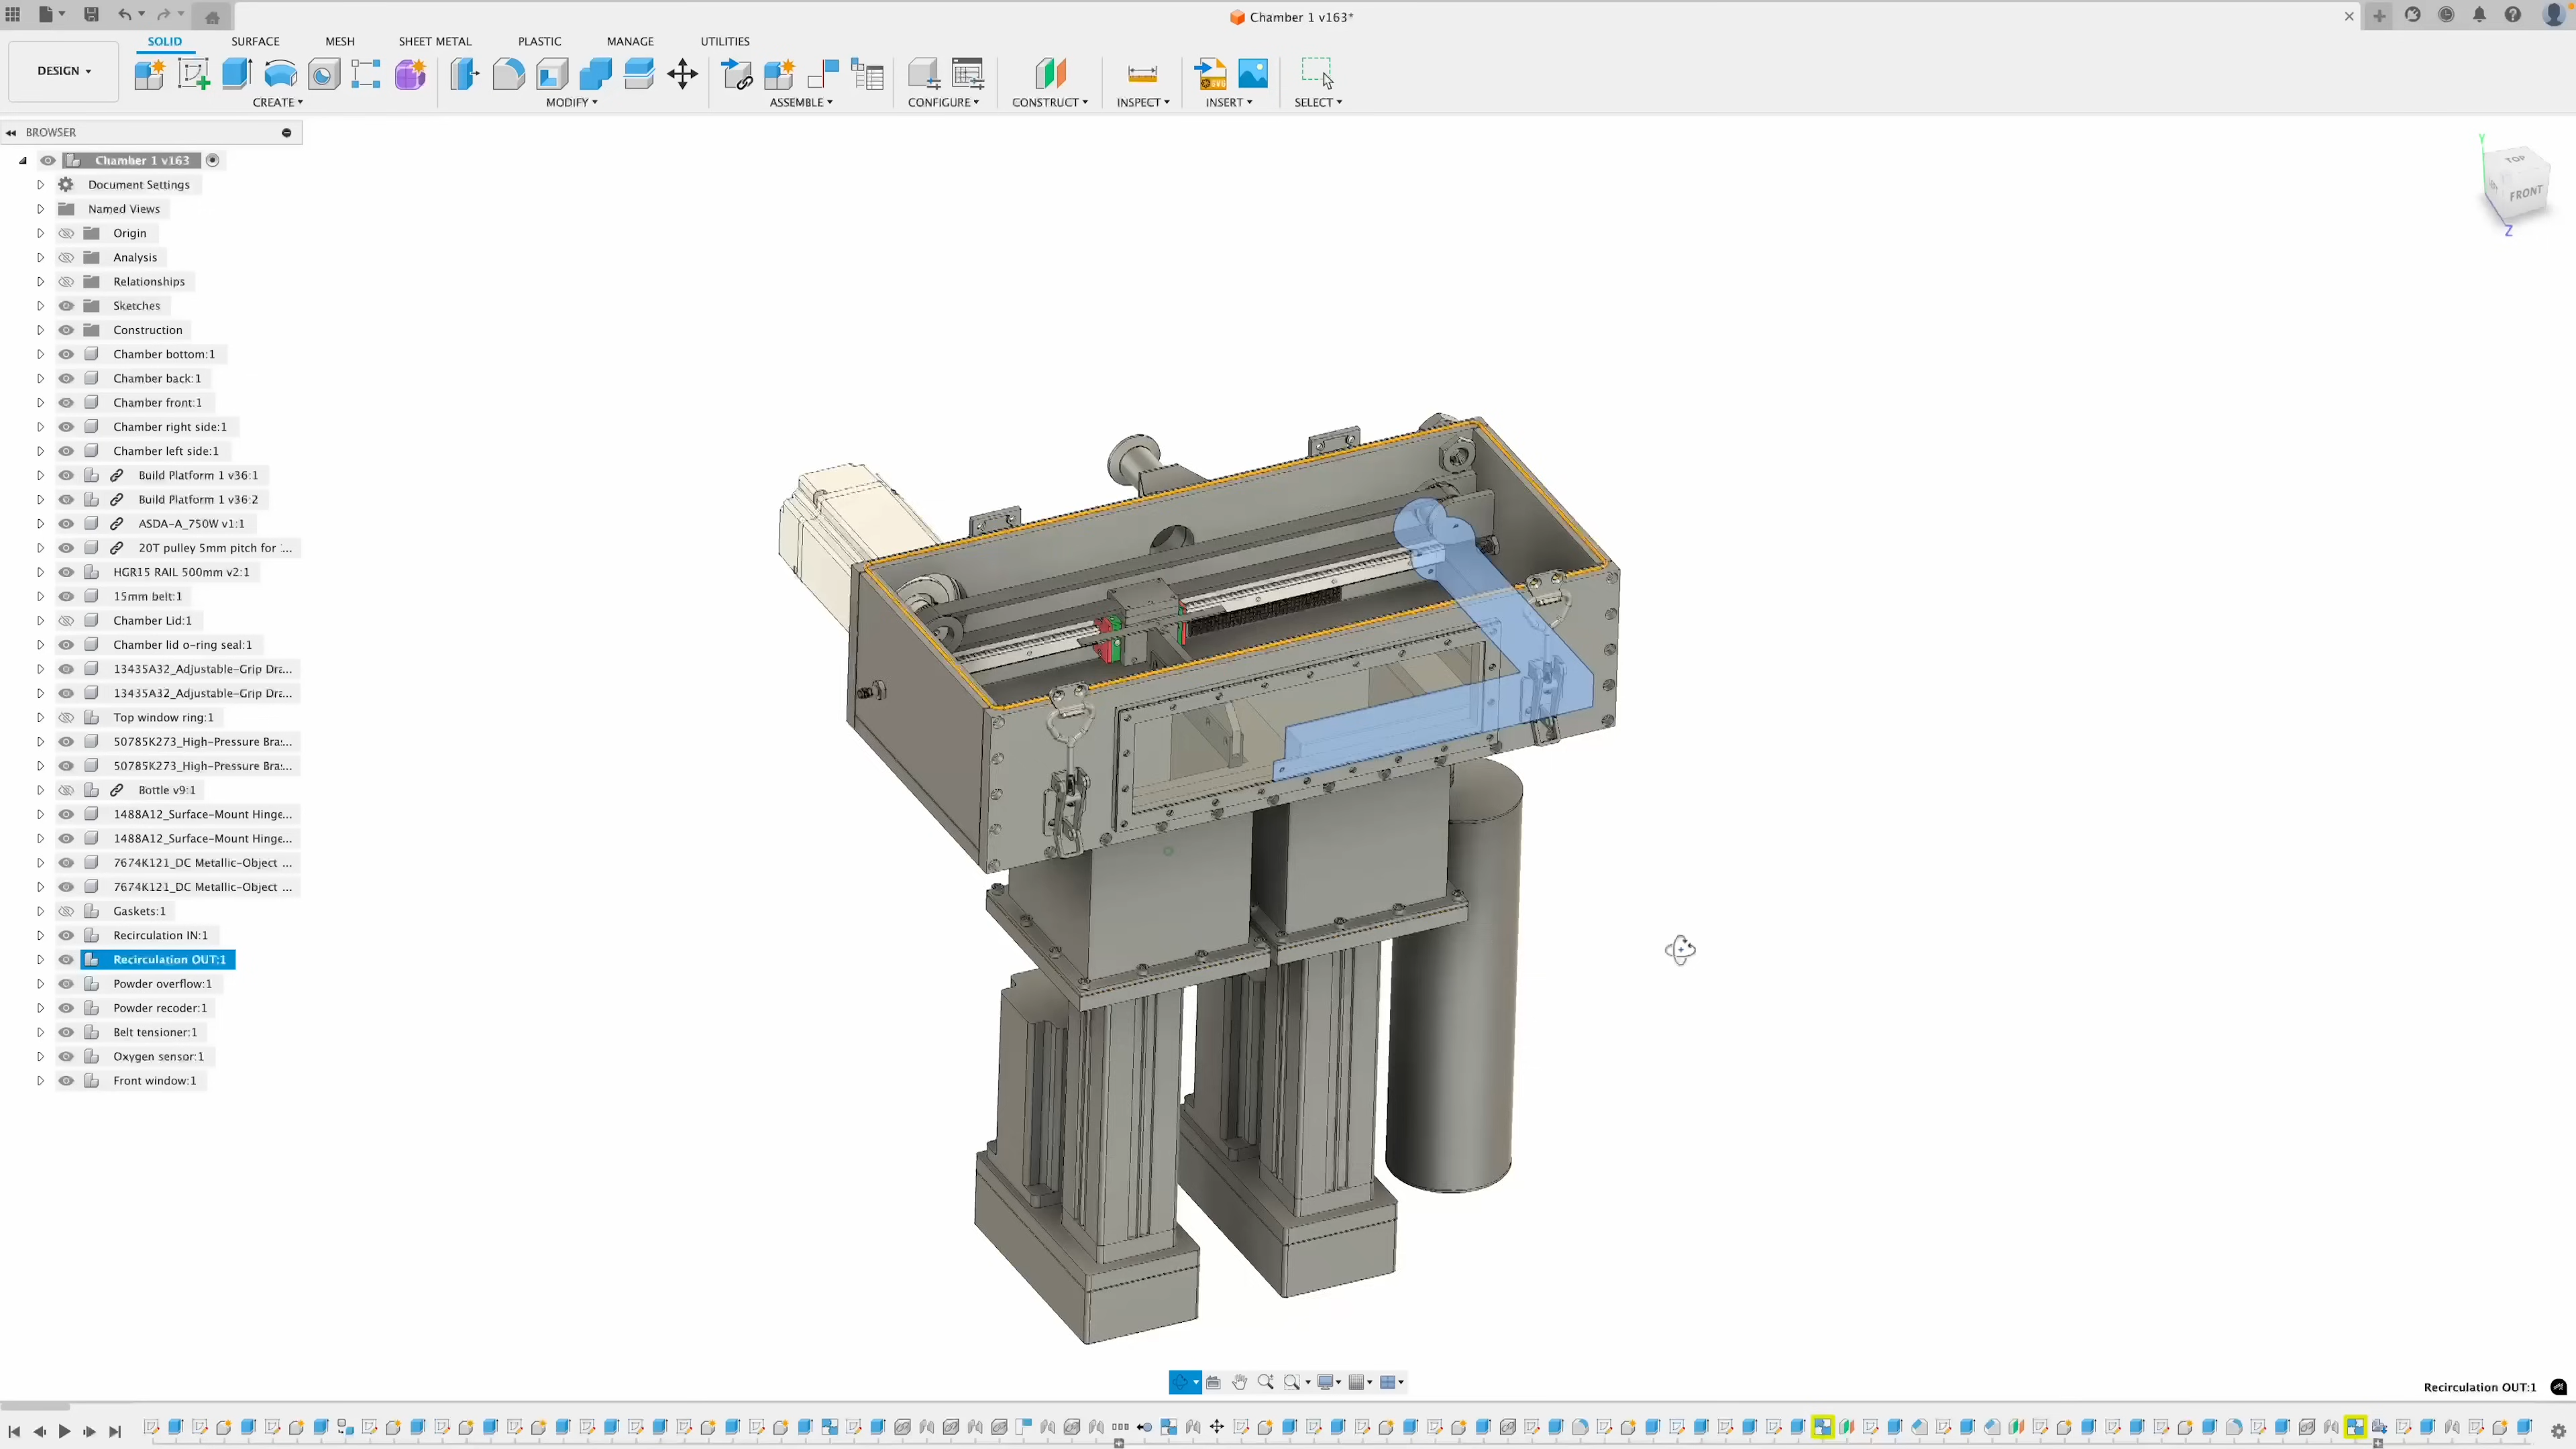 Chamber 1 v163*
SOLID SURFACE MESH SHEET METAL PLASTIC MANAGE UTILITIES
DESIGN
CREATE MODIFY ASSEMBLE CONFIGURE CONSTRUCT INSPECT INSERT SELECT
BROWSER
Chamber 1 v163
Document Settings
Named Views
Origin
Analysis
Relationships
Sketches
Construction
Chamber bottom:1
Chamber back:1
Chamber front:1
Chamber right side:1
Chamber left side:1
Build Platform 1 v36:1
Build Platform 1 v36:2
ASDA-A_750W v1:1
20T pulley 5mm pitch for :...
HGR15 RAIL 500mm v2:1
15mm belt:1
Chamber Lid:1
Chamber lid o-ring seal:1
13435A32_Adjustable-Grip Dra...
13435A32_Adjustable-Grip Dra...
Top window ring:1
50785K273_High-Pressure Bra:...
50785K273_High-Pressure Bra:...
Bottle v9:1
1488A12_Surface-Mount Hinge...
1488A12_Surface-Mount Hinge...
7674K121_DC Metallic-Object ...
7674K121_DC Metallic-Object ...
Gaskets:1
Recirculation IN:1
Recirculation OUT:1
Powder overflow:1
Powder recoder:1
Belt tensioner:1
Oxygen sensor:1
Front window:1
Y
TOP
FRONT
Z
Recirculation OUT:1